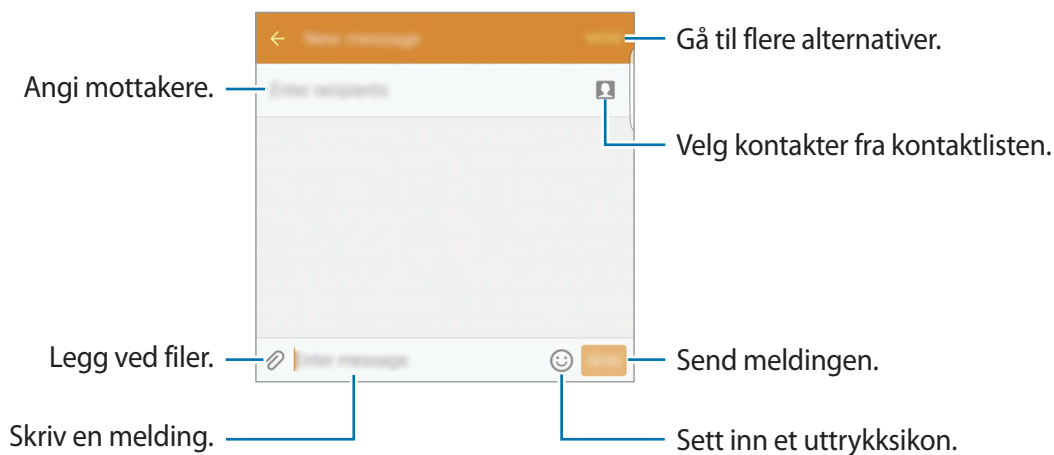 Gå til flere alternativer.
Angi mottakere.
Velg kontakter fra kontaktlisten.
Legg ved filer.
Send meldingen.
Skriv en melding.
Sett inn et uttrykksikon.